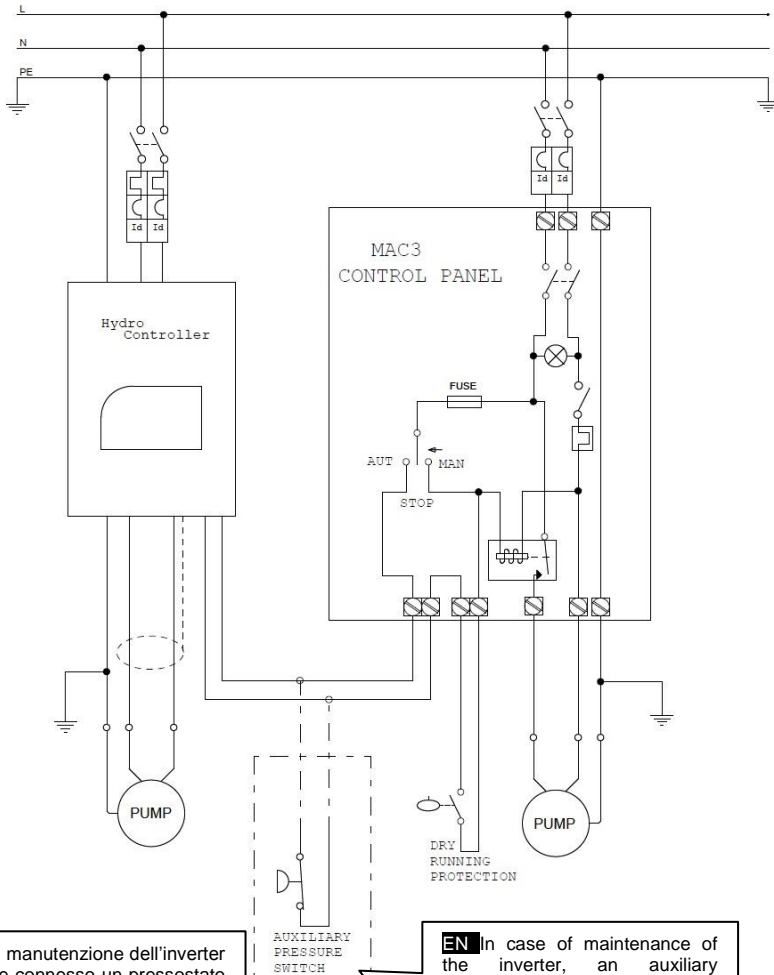 L
N
PE
Id Id
Id Id
MAC3
CONTROL PANEL
Hydro
Controller
FUSE
AUT MAN
STOP
PUMP
PUMP
DRY
RUNNING
PROTECTION
AUXILIARY
PRESSURE
SWITCH
manutenzione dell'inverter
connesso un pressostato
EN In case of maintenance of
the inverter, an auxiliary